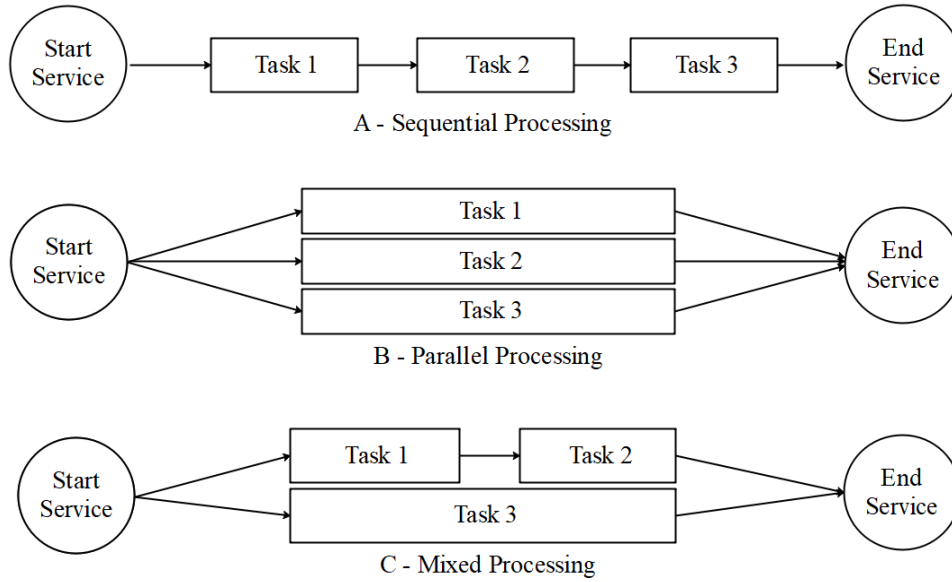 Start
Service
Task 1
Task 2
Task 3
End
Service
A - Sequential Processing
Start
Service
Task 1
Task 2
Task 3
End
Service
B - Parallel Processing
Start
Service
Task 1
Task 2
Task 3
End
Service
C - Mixed Processing